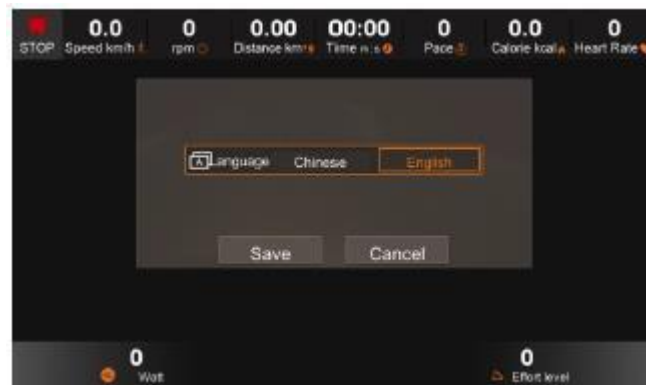 0.0 0 0.00 00:00 0 0.0 0
STOP Speed km/h rpm Distance km Time m:s Pace Calorie kcal Heart Rate
Language Chinese English
Save Cancel
0 0
Watt Effort level